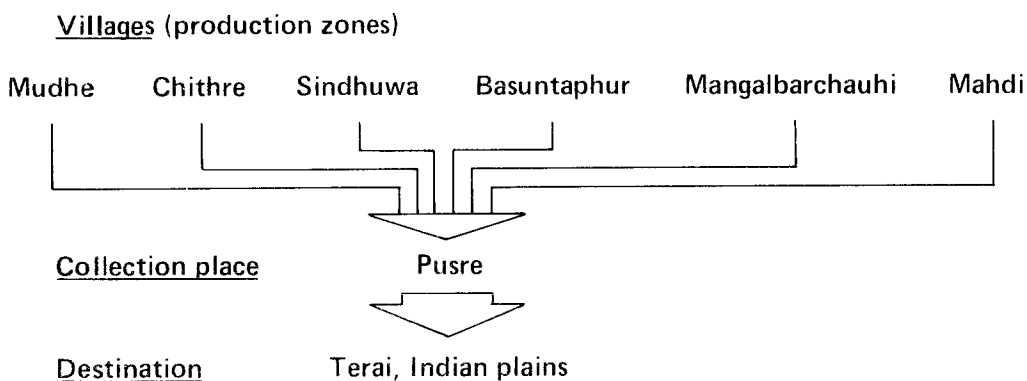 Villages (production zones)
Mudhe Chithre Sindhuwa Basuntaphur Mangalbarchauhi Mahdi
Collection place Pusre
Destination Terai, Indian plains